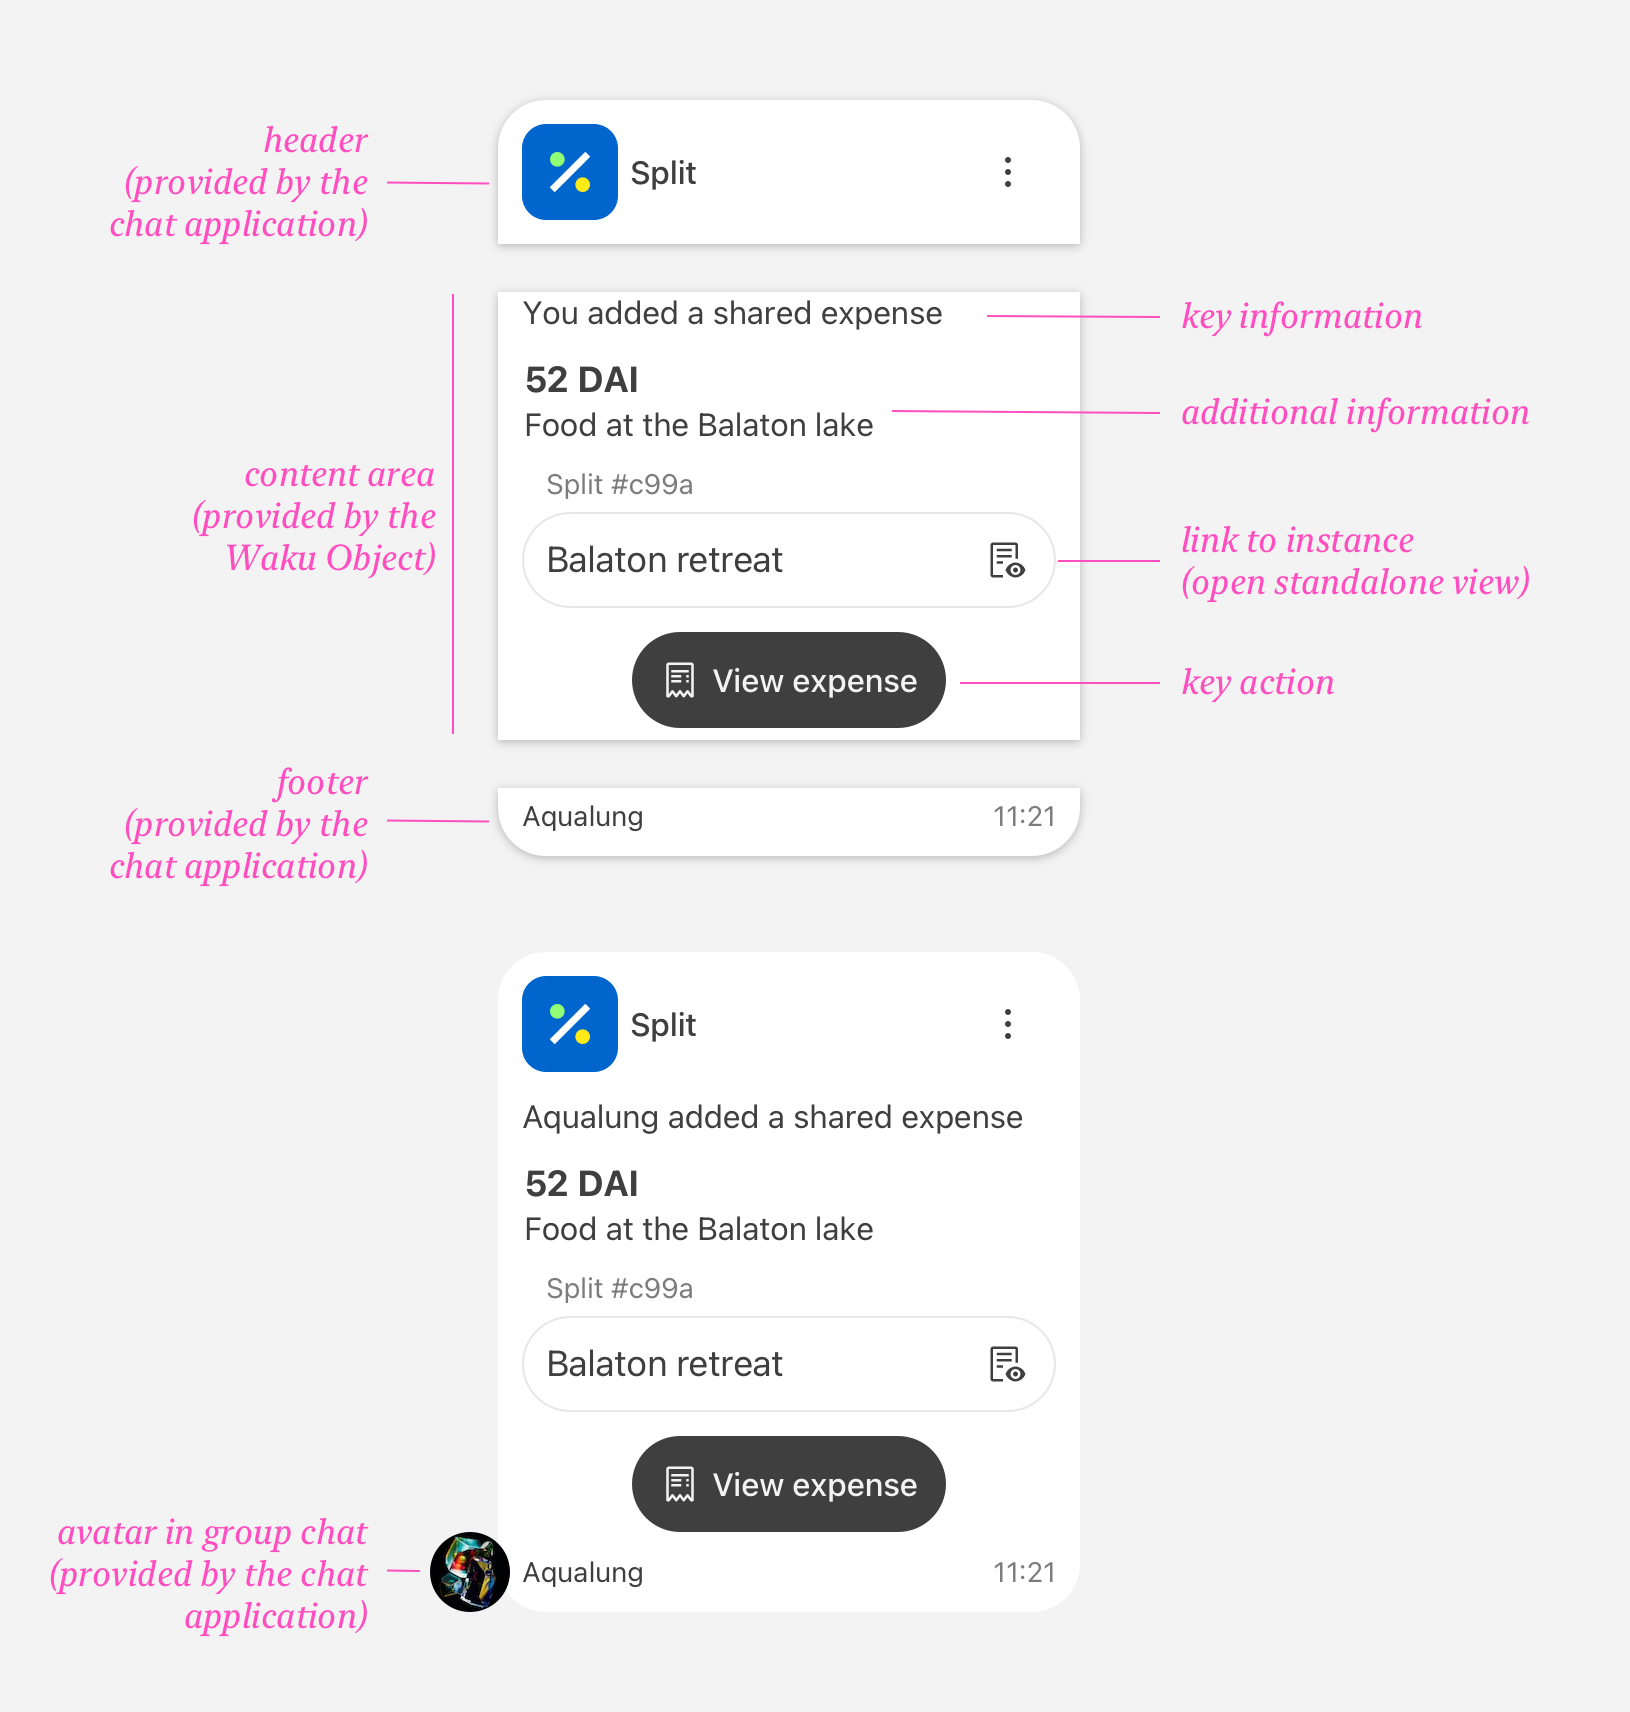 header
(provided by the
chat application)
Split
You added a shared expense
key information
52 DAI
Food at the Balaton lake
additional information
content area
(provided by the
Waku Object)
Split #c99a
Balaton retreat
link to instance
(open standalone view)
View expense
key action
footer
(provided by the
chat application)
Aqualung
11:21
Split
Aqualung added a shared expense
52 DAI
Food at the Balaton lake
Split #c99a
Balaton retreat
View expense
avatar in group chat
(provided by the chat
application)
Aqualung
11:21